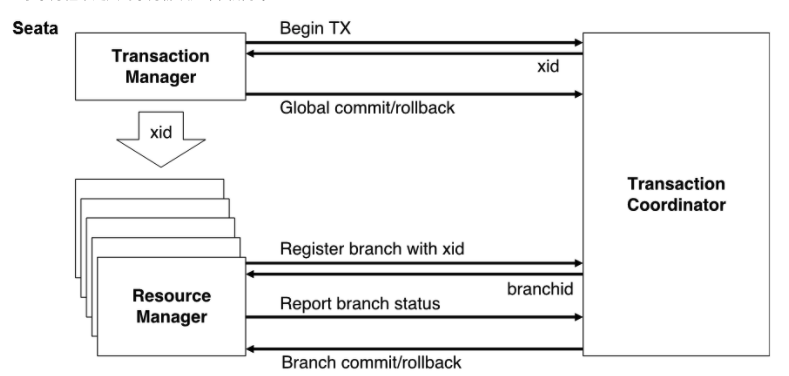 Seata
Begin TX
Transaction
Manager
xid
Global commit/rollback
xid
Transaction
Coordinator
Register branch with xid
branchid
Resource
Manager
Report branch status
Branch commit/rollback